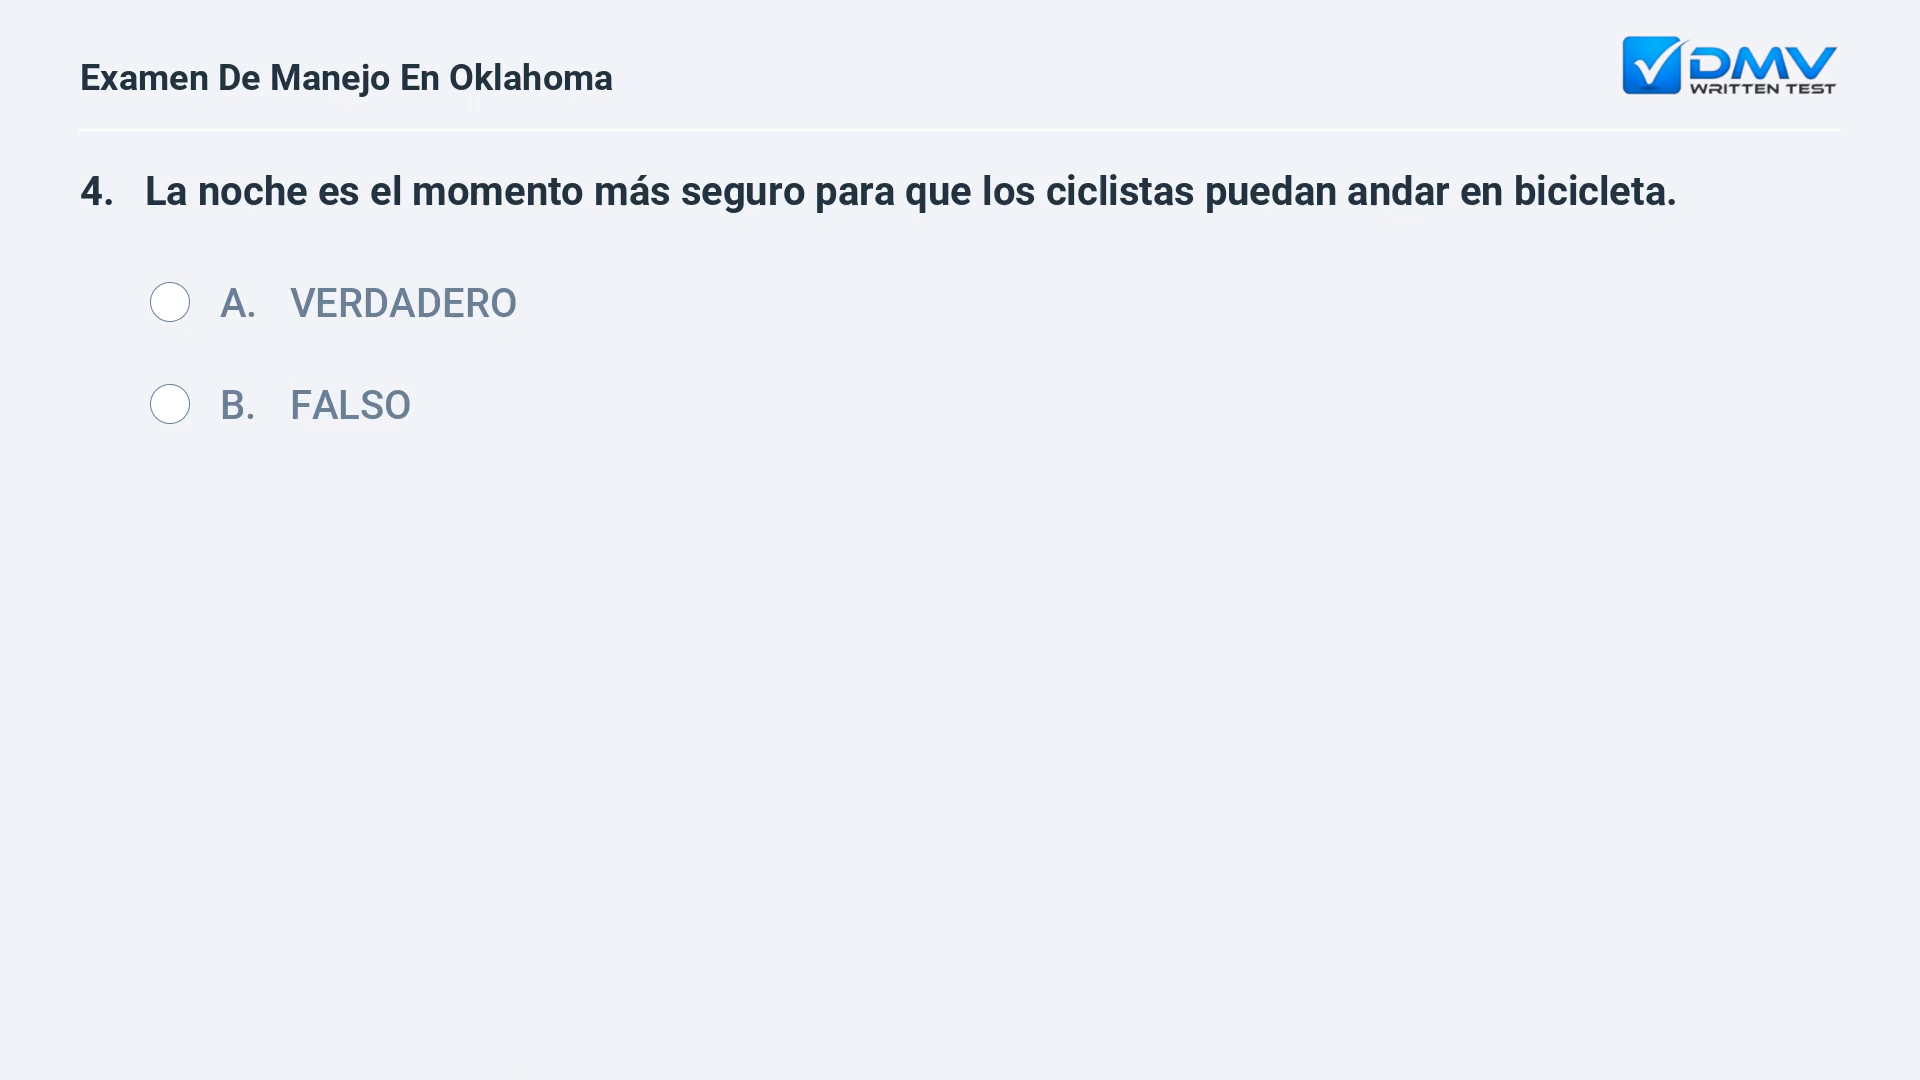 Examen De Manejo En Oklahoma
DMV
WRITTEN TEST
4. La noche es el momento más seguro para que los ciclistas puedan andar en bicicleta.
A. VERDADERO
B. FALSO